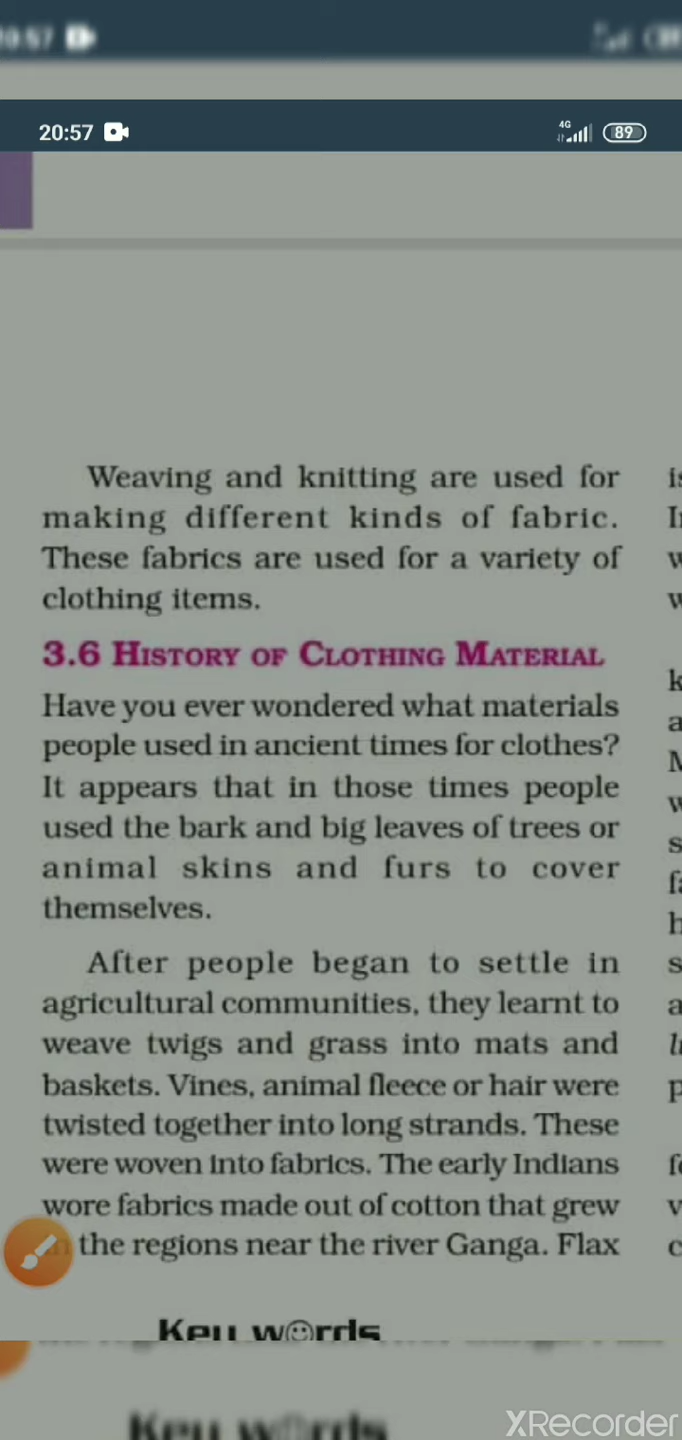 20:57
4G
89
Weaving and knitting are used for
making different kinds of fabric.
These fabrics are used for a variety of
clothing items.
3.6 HISTORY OF CLOTHING MATERIAL
Have you ever wondered what materials
people used in ancient times for clothes?
It appears that in those times people
used the bark and big leaves of trees or
animal skins and furs to cover
themselves.
After people began to settle in
agricultural communities, they learnt to
weave twigs and grass into mats and
baskets. Vines, animal fleece or hair were
twisted together into long strands. These
were woven into fabrics. The early Indians
wore fabrics made out of cotton that grew
the regions near the river Ganga. Flax
Key words
Key words
XRecorder